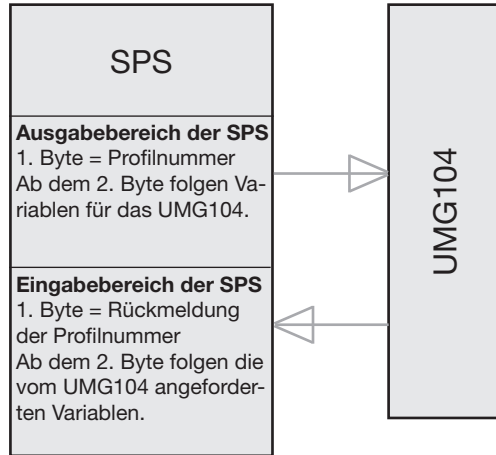 SPS
Ausgabebereich der SPS
1. Byte = Profilnummer
Ab dem 2. Byte folgen Va-
riablen für das UMG104.
Eingabebereich der SPS
1. Byte = Rückmeldung
der Profilnummer
Ab dem 2. Byte folgen die
vom UMG104 angeforder-
ten Variablen.
UMG104